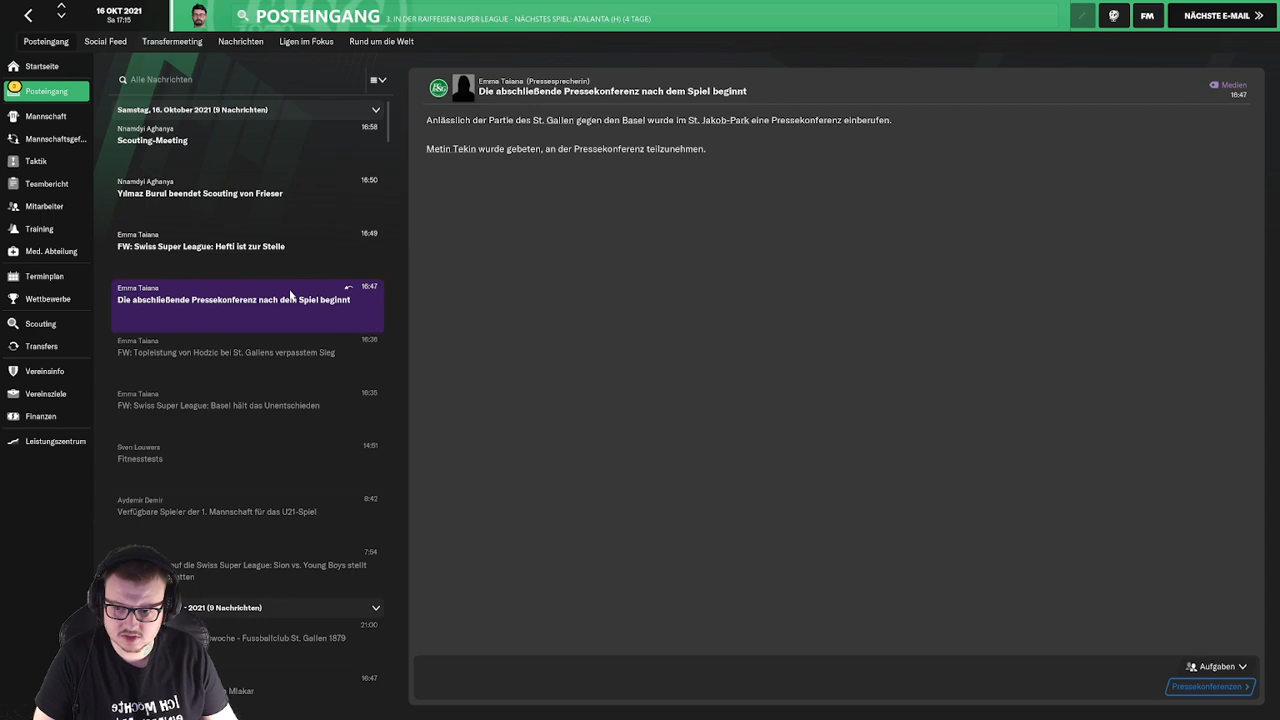 16 OKT 2021
Sa 17:15
POSTEINGANG
3. IN DER RAIFFEISEN SUPER LEAGUE - NÄCHSTES SPIEL: ATALANTA (H) (4 TAGE)
FM
NÄCHSTE E-MAIL
Posteingang
Social Feed
Transfermeeting
Nachrichten
Ligen im Fokus
Rund um die Welt
Startseite
3
Posteingang
Mannschaft
Mannschaftsgef...
Taktik
Teambericht
Mitarbeiter
Training
Med. Abteilung
Terminplan
Wettbewerbe
Scouting
Transfers
Vereinsinfo
Vereinsziele
Finanzen
Leistungszentrum
Alle Nachrichten
Samstag, 16. Oktober 2021 (9 Nachrichten)
Nnamdyi Aghanya
16:58
Scouting-Meeting
Nnamdyi Aghanya
16:50
Yılmaz Burul beendet Scouting von Frieser
Emma Taiana
16:49
FW: Swiss Super League: Hefti ist zur Stelle
Emma Taiana
16:47
Die abschließende Pressekonferenz nach dem Spiel beginnt
Emma Taiana
16:36
FW: Topleistung von Hodzic bei St. Gallens verpasstem Sieg
Emma Taiana
16:35
FW: Swiss Super League: Basel hält das Unentschieden
Sven Louwers
14:51
Fitnesstests
Aydemir Demir
8:42
Verfügbare Spieler der 1. Mannschaft für das U21-Spiel
7:54
auf die Swiss Super League: Sion vs. Young Boys stellt
2021 (9 Nachrichten)
21:00
woche - Fussballclub St. Gallen 1879
16:47
Mlakar
Emma Taiana (Pressesprecherin)
Die abschließende Pressekonferenz nach dem Spiel beginnt
Medien
16:47
Anlässlich der Partie des St. Gallen gegen den Basel wurde im St. Jakob-Park eine Pressekonferenz einberufen.
Metin Tekin wurde gebeten, an der Pressekonferenz teilzunehmen.
Aufgaben
Pressekonferenzen